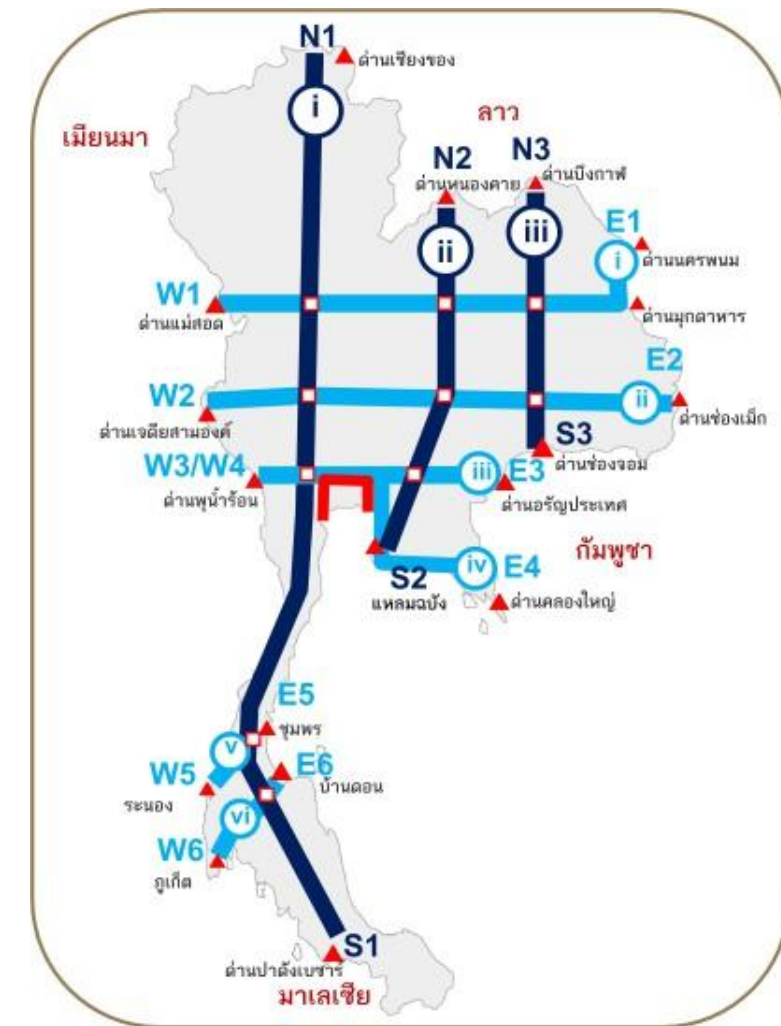 N1
ด่านเชียงของ
i
ลาว
เมียนมา
N2
N3
ด่านหนองคาย
ด่านบึงกาฬ
E1
ii
iii
i
ด่านนครพนม
W1
ด่านแม่สอด
ด่านมุกดาหาร
E2
W2
ii
ด่านเจดีย์สามองค์
ด่านช่องเม็ก
S3
W3/W4
iii
E3
ด่านช่องจอม
ด่านพุน้ำร้อน
ด่านอรัญประเทศ
กัมพูชา
S2
iv
E4
แหลมฉบัง
ด่านคลองใหญ่
E5
ชุมพร
v
W5
E6
ระนอง
บ้านดอน
vi
W6
ภูเก็ต
S1
ด่านปาดังเบซาร์
มาเลเซีย